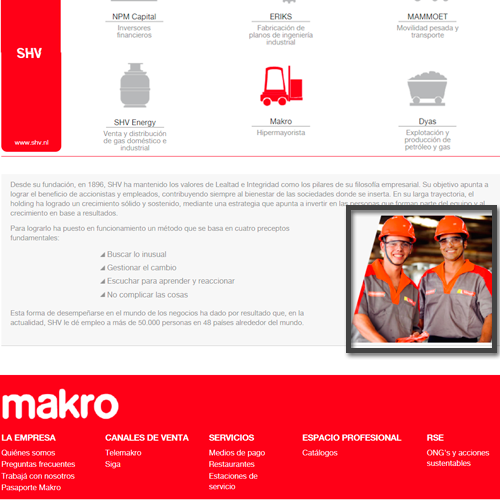 NPM Capital
Inversores
financieros
ERIKS
Fabricación de
planos de ingeniería
industrial
MAMMOET
Movilidad pesada y
transporte
SHV
www.shv.nl
SHV Energy
Venta y distribución
de gas doméstico e
industrial
Makro
Hipermayorista
Dyas
Explotación y
producción de
petróleo y gas
Desde su fundación, en 1896, SHV ha mantenido los valores de Lealtad e Integridad como los pilares de su filosofía empresarial. Su objetivo apunta a
lograr el beneficio de accionistas y empleados, contribuyendo siempre al bienestar de las sociedades donde se inserta. En su larga trayectoria, el
holding ha logrado un crecimiento sólido y sostenido, mediante una estrategia que apunta a invertir en las personas que forman parte del equipo y al
crecimiento en base a resultados.
Para lograrlo ha puesto en funcionamiento un método que se basa en cuatro preceptos
fundamentales:
Buscar lo inusual
Gestionar el cambio
Escuchar para aprender y reaccionar
No complicar las cosas
Esta forma de desempeñarse en el mundo de los negocios ha dado por resultado que, en la
actualidad, SHV le dé empleo a más de 50.000 personas en 48 países alrededor del mundo.
makro
LA EMPRESA
Quiénes somos
Preguntas frecuentes
Trabajá con nosotros
Pasaporte Makro
CANALES DE VENTA
Telemakro
Siga
SERVICIOS
Medios de pago
Restaurantes
Estaciones de
servicio
ESPACIO PROFESIONAL
Catálogos
RSE
ONG's y acciones
sustentables